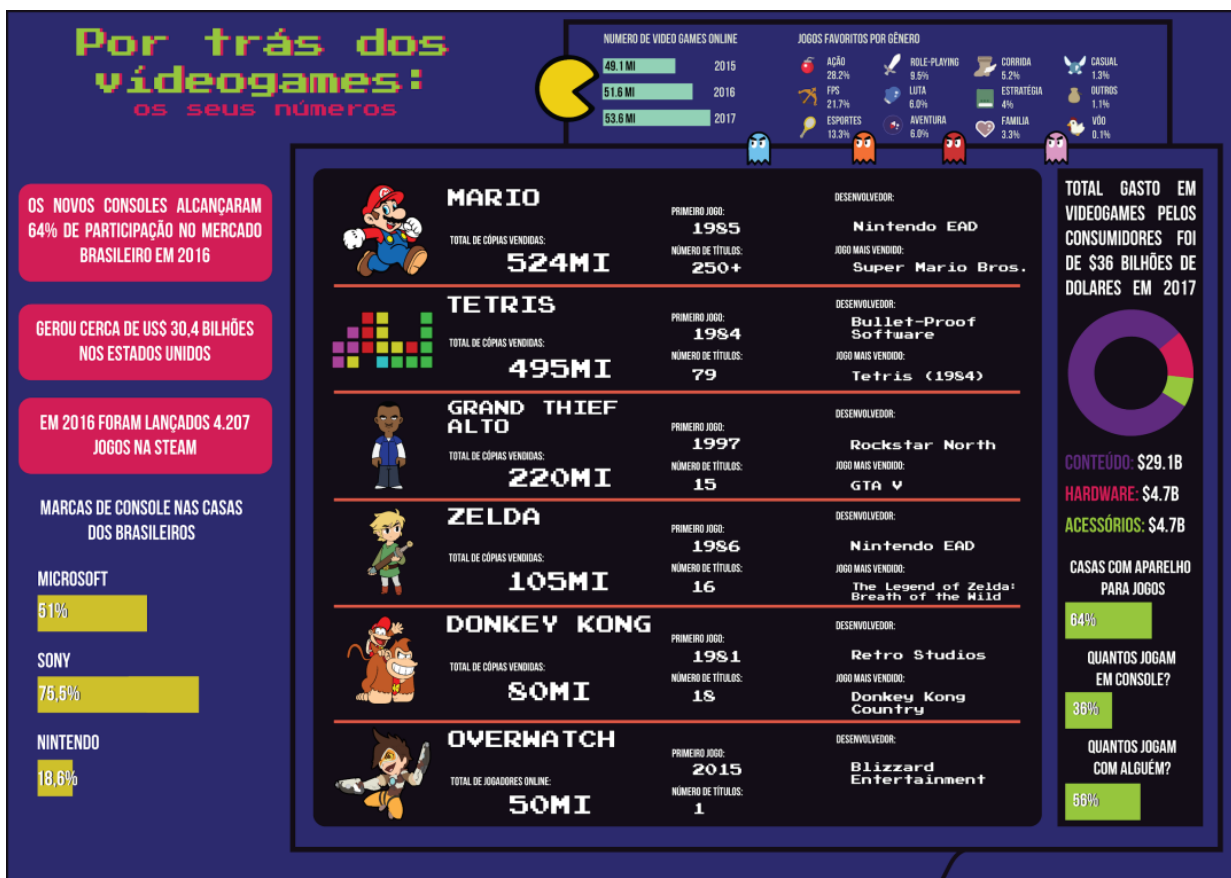 Por trás dos
vídeogames:
os seus números
NUMERO DE VIDEO GAMES ONLINE
49.1 MI 2015
51.6 MI 2016
53.6 MI 2017
JOGOS FAVORITOS POR GÊNERO
AÇÃO
28.2%
FPS
21.7%
ESPORTES
13.3%
ROLE-PLAYING
9.5%
LUTA
6.0%
AVENTURA
6.0%
CORRIDA
5.2%
ESTRATÉGIA
4%
FAMILIA
3.3%
CASUAL
1.3%
OUTROS
1.1%
VÔO
0.1%
OS NOVOS CONSOLES ALCANÇARAM
64% DE PARTICIPAÇÃO NO MERCADO
BRASILEIRO EM 2016
GEROU CERCA DE US$ 30,4 BILHÕES
NOS ESTADOS UNIDOS
EM 2016 FORAM LANÇADOS 4.207
JOGOS NA STEAM
MARCAS DE CONSOLE NAS CASAS
DOS BRASILEIROS
MICROSOFT
51%
SONY
76,5%
NINTENDO
18,6%
MARIO
TOTAL DE CÓPIAS VENDIDAS:
524MI
PRIMEIRO JOGO:
1985
NÚMERO DE TÍTULOS:
250+
DESENVOLVEDOR:
Nintendo EAD
JOGO MAIS VENDIDO:
Super Mario Bros.
TETRIS
TOTAL DE CÓPIAS VENDIDAS:
495MI
PRIMEIRO JOGO:
1984
NÚMERO DE TÍTULOS:
79
DESENVOLVEDOR:
Bullet-Proof
Software
JOGO MAIS VENDIDO:
Tetris (1984)
GRAND THIEF
ALTO
TOTAL DE CÓPIAS VENDIDAS:
220MI
PRIMEIRO JOGO:
1997
NÚMERO DE TÍTULOS:
15
DESENVOLVEDOR:
Rockstar North
JOGO MAIS VENDIDO:
GTA V
ZELDA
TOTAL DE CÓPIAS VENDIDAS:
105MI
PRIMEIRO JOGO:
1986
NÚMERO DE TÍTULOS:
16
DESENVOLVEDOR:
Nintendo EAD
JOGO MAIS VENDIDO:
The Legend of Zelda:
Breath of the Wild
DONKEY KONG
TOTAL DE CÓPIAS VENDIDAS:
80MI
PRIMEIRO JOGO:
1981
NÚMERO DE TÍTULOS:
18
DESENVOLVEDOR:
Retro Studios
JOGO MAIS VENDIDO:
Donkey Kong
Country
OVERWATCH
TOTAL DE JOGADORES ONLINE:
50MI
PRIMEIRO JOGO:
2015
NÚMERO DE TÍTULOS:
1
DESENVOLVEDOR:
Blizzard
Entertainment
TOTAL GASTO EM
VIDEOGAMES PELOS
CONSUMIDORES FOI
DE $36 BILHÕES DE
DOLARES EM 2017
CONTEÚDO: $29.1B
HARDWARE: $4.7B
ACESSÓRIOS: $4.7B
CASAS COM APARELHO
PARA JOGOS
64%
QUANTOS JOGAM
EM CONSOLE?
36%
QUANTOS JOGAM
COM ALGUÉM?
56%